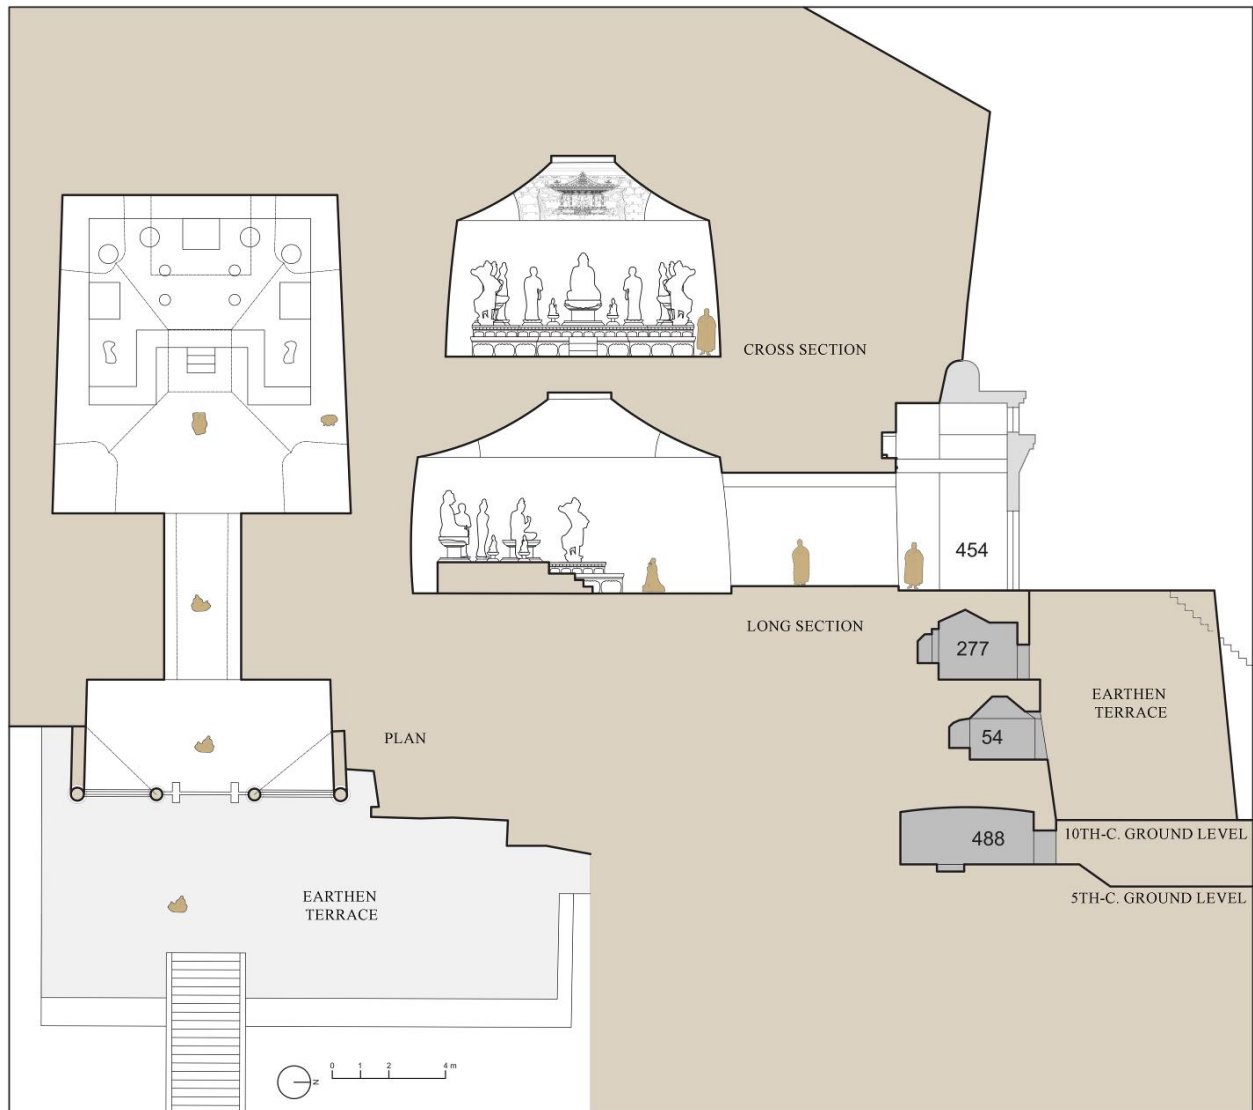 CROSS SECTION
454
LONG SECTION
277
EARTHEN
TERRACE
54
PLAN
488
10TH-C. GROUND LEVEL
5TH-C. GROUND LEVEL
EARTHEN
TERRACE
N
0 1 2 4 m